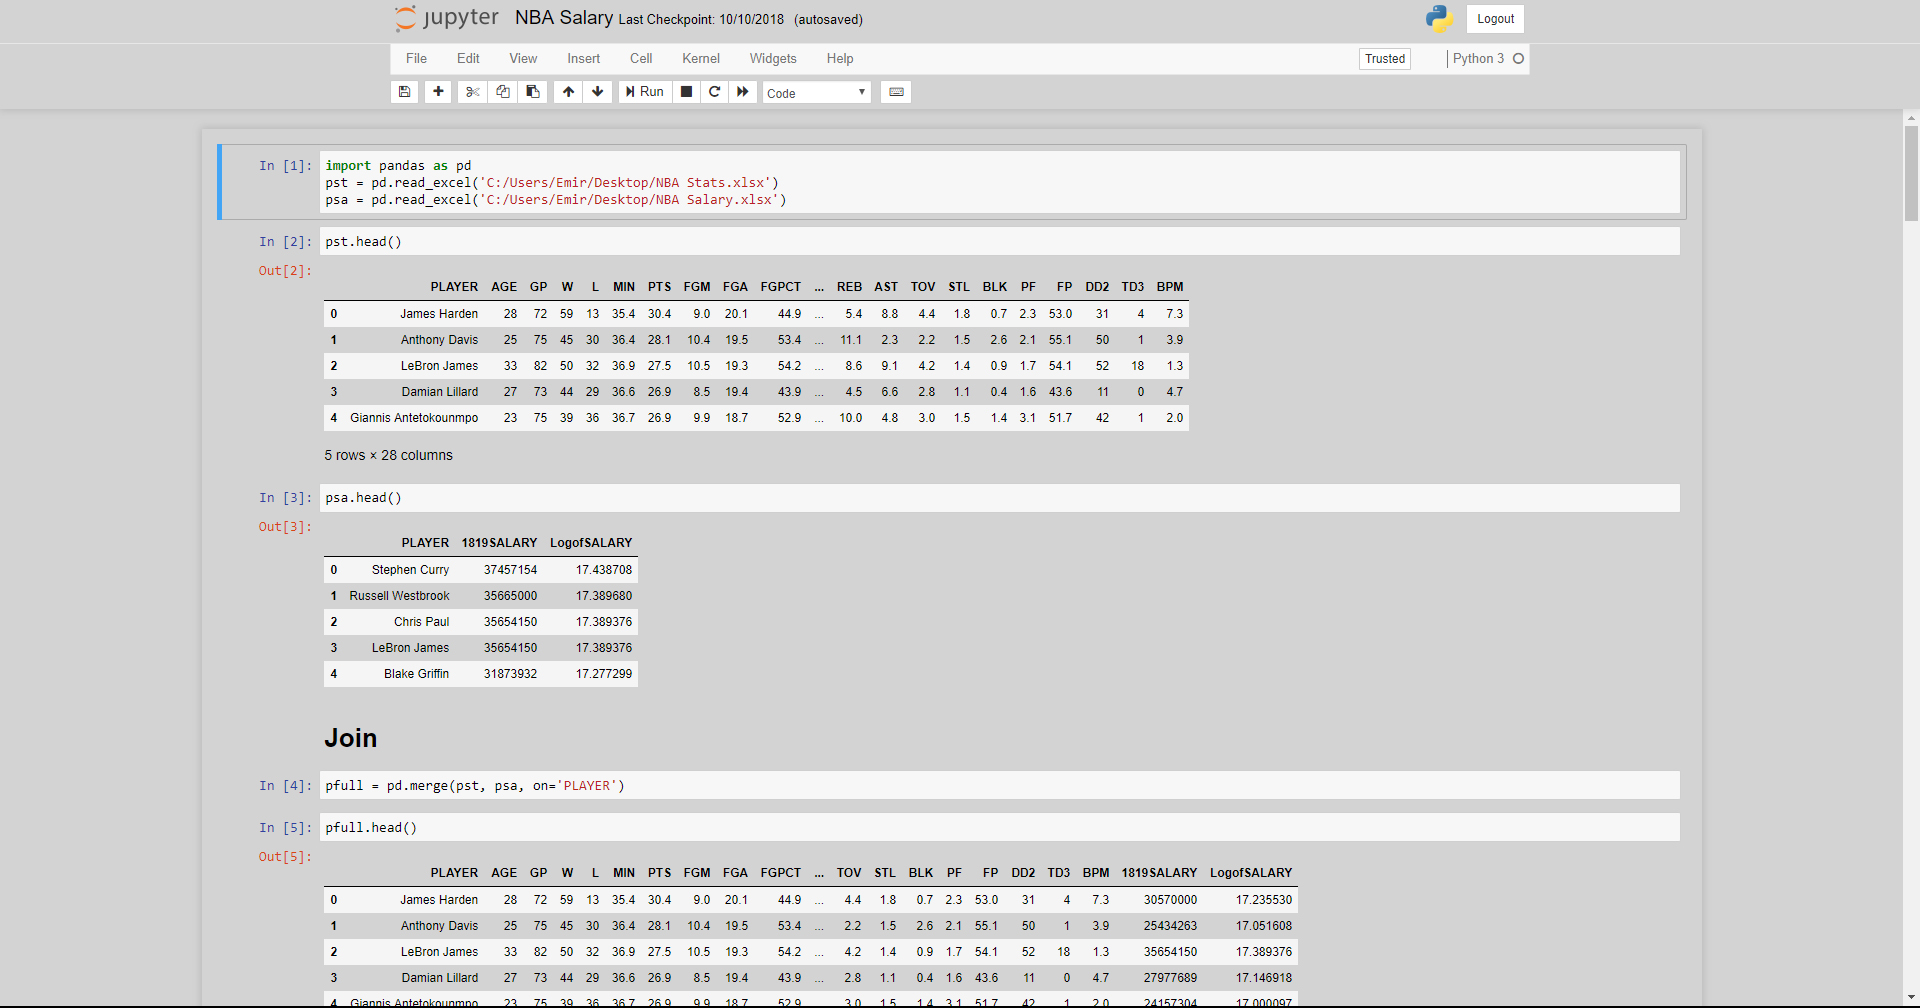 jupyter NBA Salary Last Checkpoint: 10/10/2018 (autosaved) Logout
File Edit View Insert Cell Kernel Widgets Help Trusted Python 3
Run Code
In [1]: import pandas as pd
pst = pd.read_excel('C:/Users/Emir/Desktop/NBA Stats.xlsx')
psa = pd.read_excel('C:/Users/Emir/Desktop/NBA Salary.xlsx')
In [2]: pst.head()
Out[2]:
PLAYER AGE GP W L MIN PTS FGM FGA FGPCT ... REB AST TOV STL BLK PF FP DD2 TD3 BPM
0 James Harden 28 72 59 13 35.4 30.4 9.0 20.1 44.9 ... 5.4 8.8 4.4 1.8 0.7 2.3 53.0 31 4 7.3
1 Anthony Davis 25 75 45 30 36.4 28.1 10.4 19.5 53.4 ... 11.1 2.3 2.2 1.5 2.6 2.1 55.1 50 1 3.9
2 LeBron James 33 82 50 32 36.9 27.5 10.5 19.3 54.2 ... 8.6 9.1 4.2 1.4 0.9 1.7 54.1 52 18 1.3
3 Damian Lillard 27 73 44 29 36.6 26.9 8.5 19.4 43.9 ... 4.5 6.6 2.8 1.1 0.4 1.6 43.6 11 0 4.7
4 Giannis Antetokounmpo 23 75 39 36 36.7 26.9 9.9 18.7 52.9 ... 10.0 4.8 3.0 1.5 1.4 3.1 51.7 42 1 2.0
5 rows × 28 columns
In [3]: psa.head()
Out[3]:
PLAYER 1819SALARY LogofSALARY
0 Stephen Curry 37457154 17.438708
1 Russell Westbrook 35665000 17.389680
2 Chris Paul 35654150 17.389376
3 LeBron James 35654150 17.389376
4 Blake Griffin 31873932 17.277299
Join
In [4]: pfull = pd.merge(pst, psa, on='PLAYER')
In [5]: pfull.head()
Out[5]:
PLAYER AGE GP W L MIN PTS FGM FGA FGPCT ... TOV STL BLK PF FP DD2 TD3 BPM 1819SALARY LogofSALARY
0 James Harden 28 72 59 13 35.4 30.4 9.0 20.1 44.9 ... 4.4 1.8 0.7 2.3 53.0 31 4 7.3 30570000 17.235530
1 Anthony Davis 25 75 45 30 36.4 28.1 10.4 19.5 53.4 ... 2.2 1.5 2.6 2.1 55.1 50 1 3.9 25434263 17.051608
2 LeBron James 33 82 50 32 36.9 27.5 10.5 19.3 54.2 ... 4.2 1.4 0.9 1.7 54.1 52 18 1.3 35654150 17.389376
3 Damian Lillard 27 73 44 29 36.6 26.9 8.5 19.4 43.9 ... 2.8 1.1 0.4 1.6 43.6 11 0 4.7 27977689 17.146918
4 Giannis Antetokounmpo 23 75 39 36 36.7 26.9 9.9 18.7 52.9 ... 3.0 1.5 1.4 3.1 51.7 42 1 2.0 24157304 17.000097